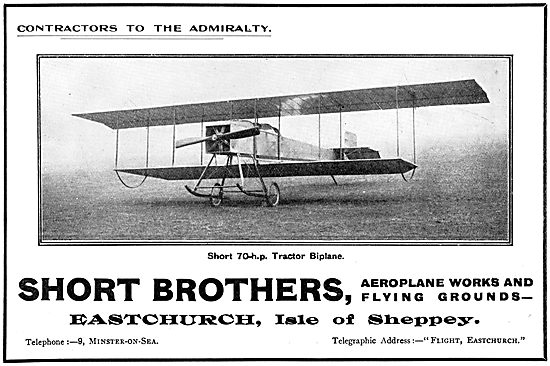 CONTRACTORS TO THE ADMIRALTY.
Short 70-h.p. Tractor Biplane.
SHORT BROTHERS, AEROPLANE WORKS AND
FLYING GROUNDS—
EASTCHURCH, Isle of Sheppey.
Telephone :—9, MINSTER-ON-SEA. Telegraphic Address :—"FLIGHT, EASTCHURCH."